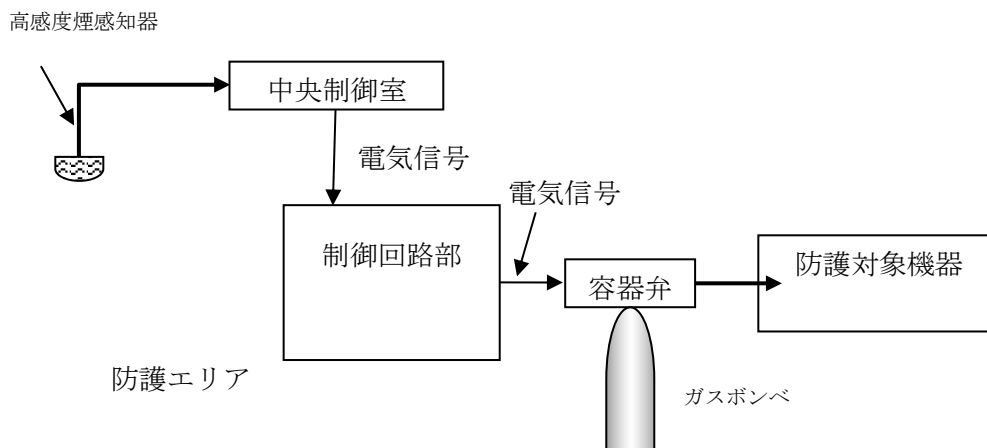 高感度煙感知器
中央制御室
電気信号
電気信号
制御回路部
容器弁
防護対象機器
防護エリア
ガスボンベ